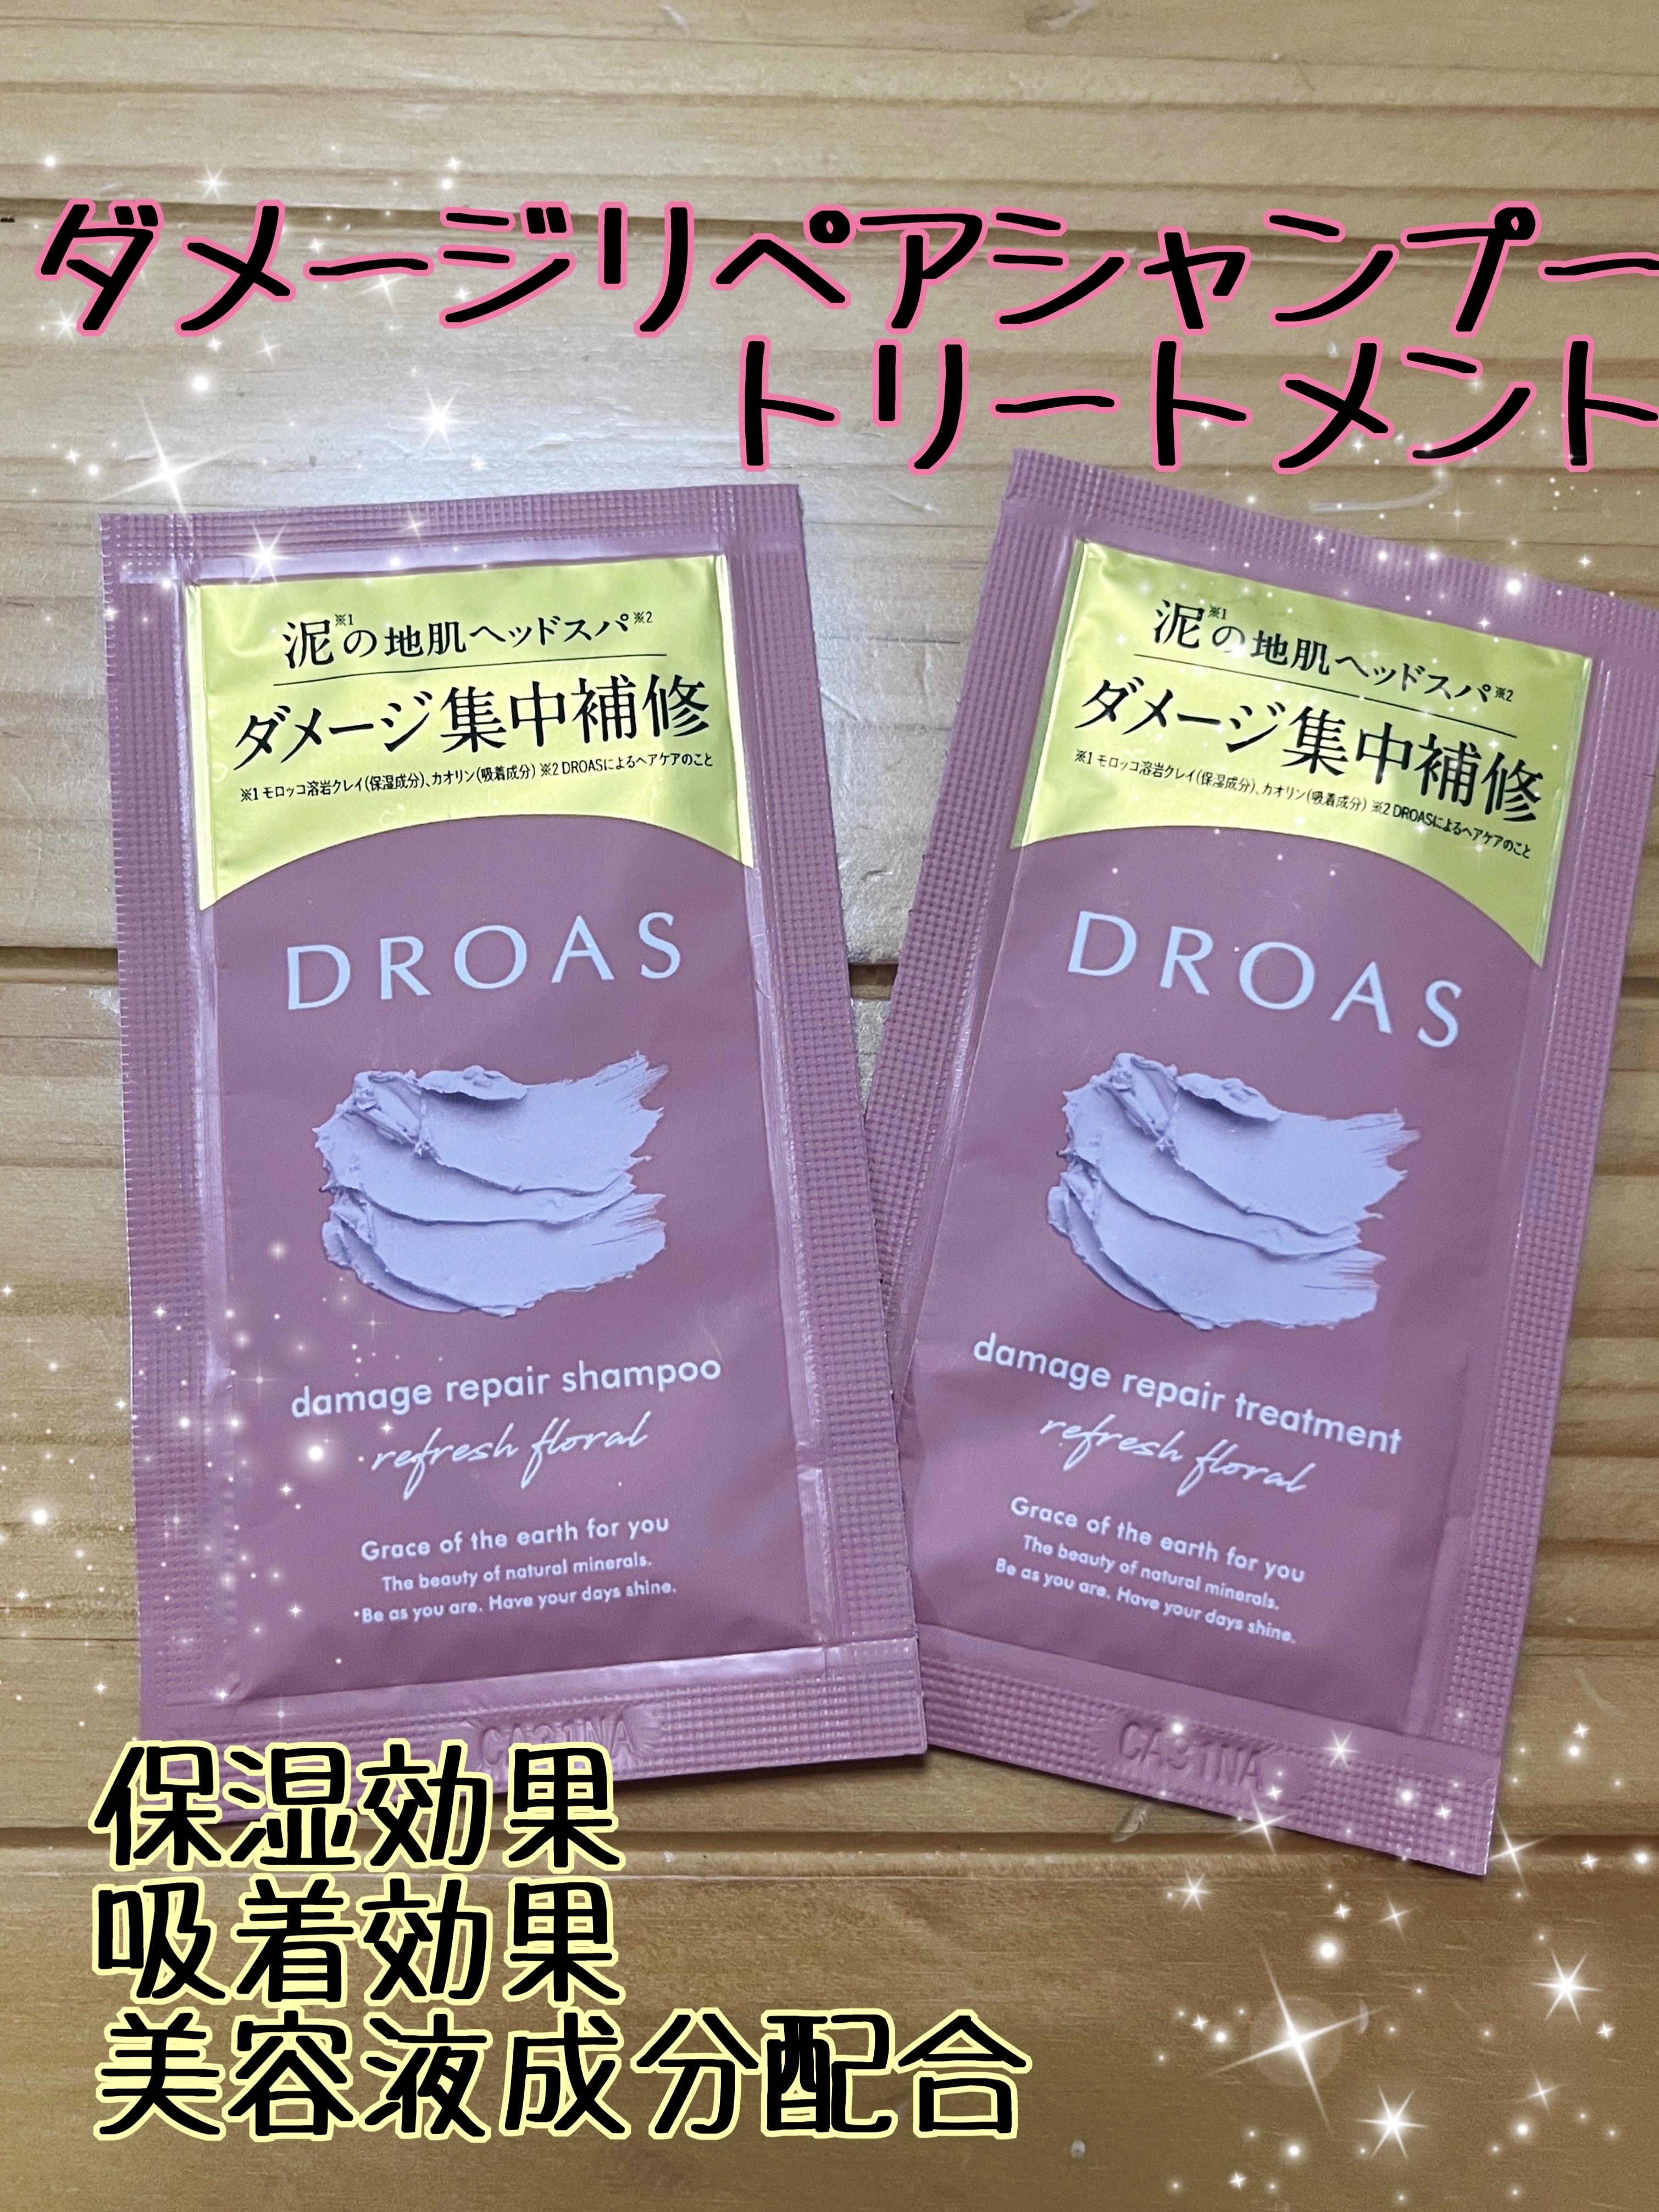 ダメージリペアシャンプー
トリートメント
泥※1の地肌ヘッドスパ※2
ダメージ集中補修
※1 モロッコ溶岩クレイ(保湿成分)、カオリン(吸着成分) ※2 DROASによるヘアケアのこと
DROAS
damage repair shampoo
refresh floral
Grace of the earth for you
The beauty of natural minerals.
Be as you are. Have your days shine.
泥※1の地肌ヘッドスパ※2
ダメージ集中補修
※1 モロッコ溶岩クレイ(保湿成分)、カオリン(吸着成分) ※2 DROASによるヘアケアのこと
DROAS
damage repair treatment
refresh floral
Grace of the earth for you
The beauty of natural minerals.
Be as you are. Have your days shine.
保湿効果
吸着効果
美容液成分配合